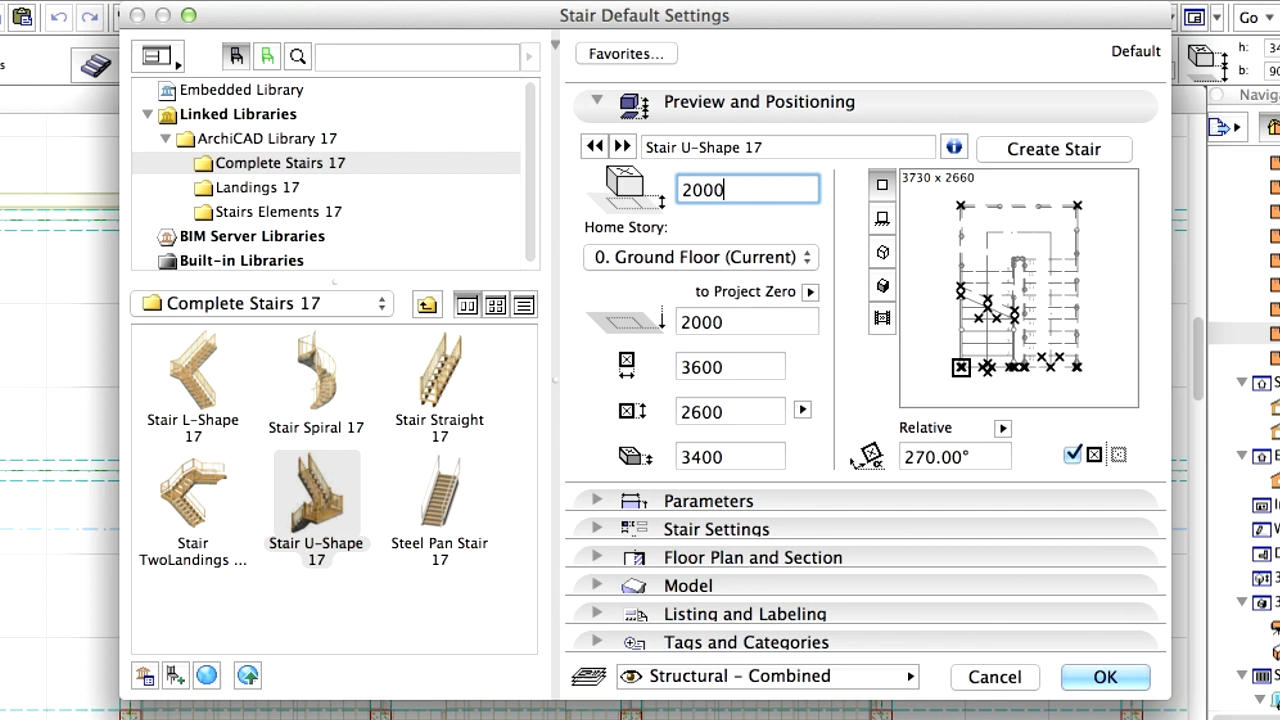 Stair Default Settings
Go
s
h: 34
b: 90
Favorites...
Default
Naviga
Embedded Library
Linked Libraries
ArchiCAD Library 17
Complete Stairs 17
Landings 17
Stairs Elements 17
BIM Server Libraries
Built-in Libraries
Preview and Positioning
Stair U-Shape 17
Create Stair
3730 x 2660
2000
Home Story:
0. Ground Floor (Current)
to Project Zero
2000
3600
2600
3400
Relative
270.00°
Complete Stairs 17
Stair L-Shape
17
Stair Spiral 17
Stair Straight
17
Stair
TwoLandings ...
Stair U-Shape
17
Steel Pan Stair
17
Parameters
Stair Settings
Floor Plan and Section
Model
Listing and Labeling
Tags and Categories
Structural - Combined
Cancel
OK